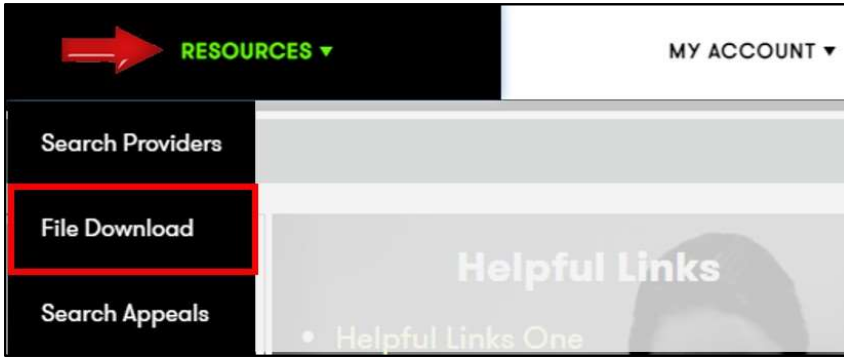 RESOURCES ▼
MY ACCOUNT ▼
Search Providers
File Download
Search Appeals
Helpful Links
• Helpful Links One